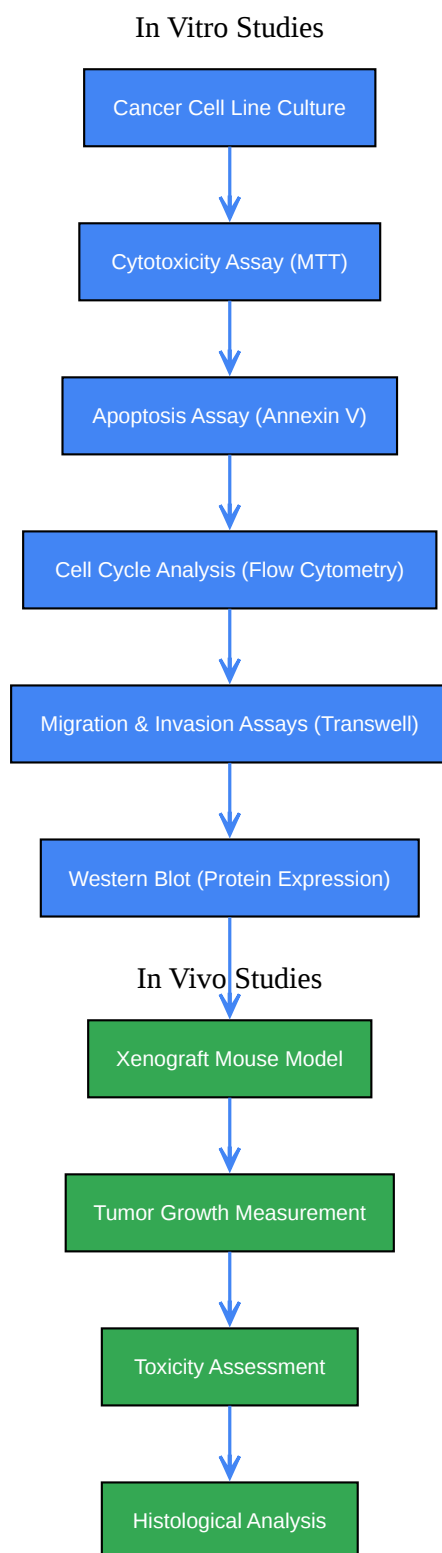 In Vitro Studies
Cancer Cell Line Culture
Cytotoxicity Assay (MTT)
Apoptosis Assay (Annexin V)
Cell Cycle Analysis (Flow Cytometry)
Migration & Invasion Assays (Transwell)
Western Blot (Protein Expression)
In Vivo Studies
Xenograft Mouse Model
Tumor Growth Measurement
Toxicity Assessment
Histological Analysis